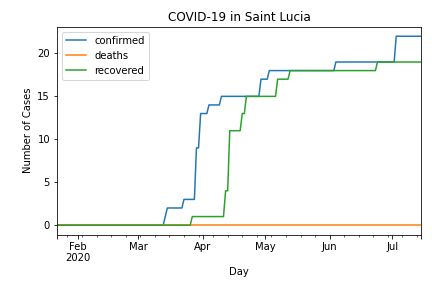 COVID-19 in Saint Lucia
confirmed
deaths
recovered
Number of Cases
20
15
10
5
0
Feb
2020
Mar
Apr
May
Jun
Jul
Day